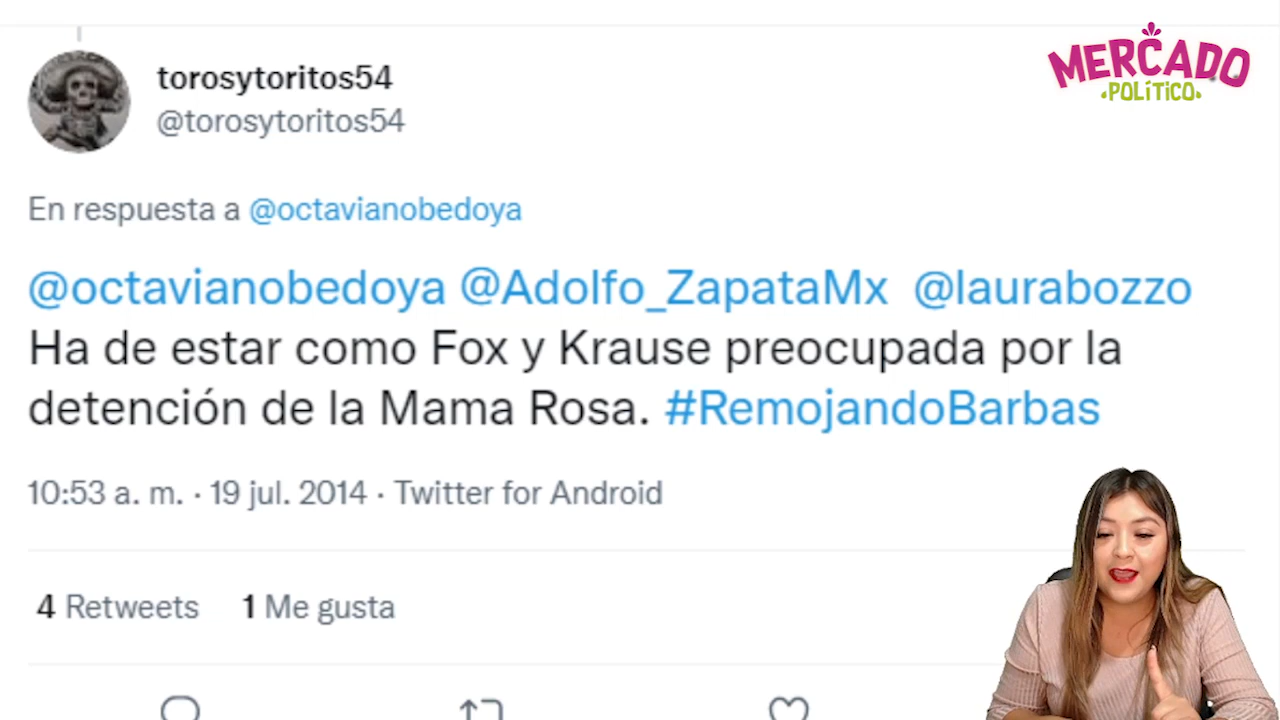 MERCADO
POLÍTICO
torosytoritos54
@torosytoritos54
En respuesta a @octavianobedoya
@octavianobedoya @Adolfo_ZapataMx @laurabozzo
Ha de estar como Fox y Krause preocupada por la
detención de la Mama Rosa. #RemojandoBarbas
10:53 a. m. · 19 jul. 2014 · Twitter for Android
4 Retweets 1 Me gusta